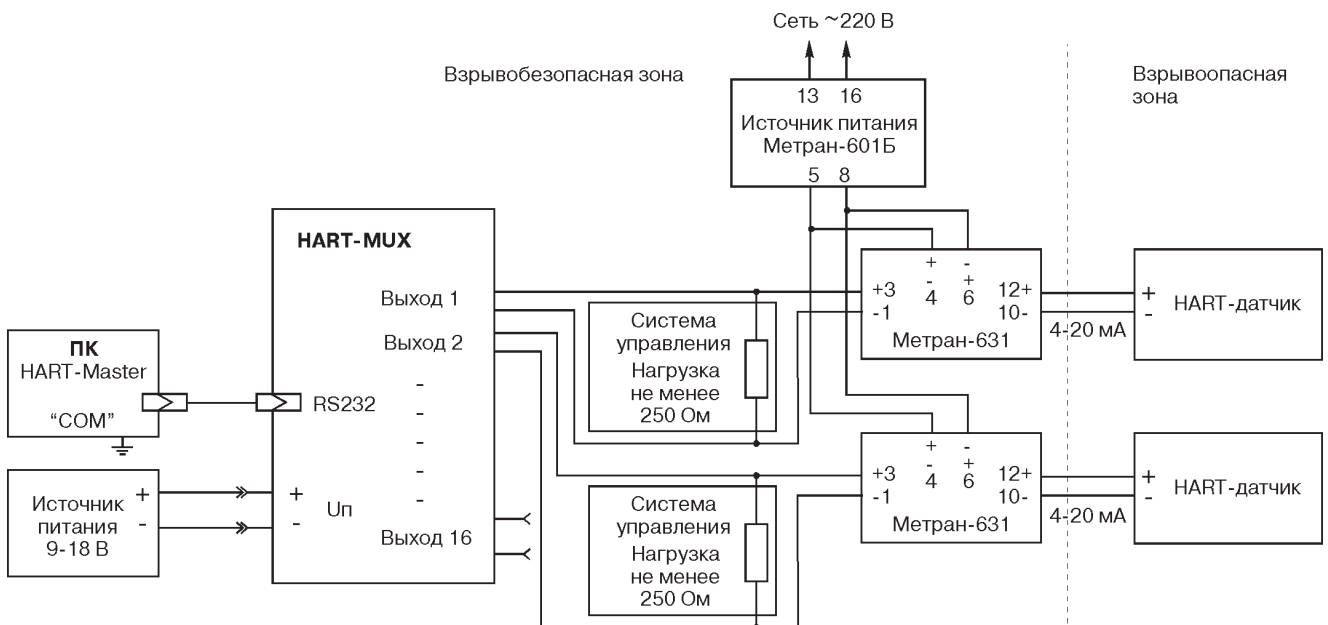 Сеть ~220 В
Взрывобезопасная зона
Взрывоопасная
зона
13 16
Источник питания
Метран-601Б
5 8
HART-MUX
Выход 1
Выход 2
-
-
-
-
-
Выход 16
RS232
+
-
Uп
ПК
HART-Master
“COM”
Источник
питания
9-18 В
+
-
Система
управления
Нагрузка
не менее
250 Ом
+ -
- +
4 6
+3
-1
12+
10-
Метран-631
4-20 мА
+
-
HART-датчик
Система
управления
Нагрузка
не менее
250 Ом
+ -
- +
4 6
+3
-1
12+
10-
Метран-631
4-20 мА
+
-
HART-датчик